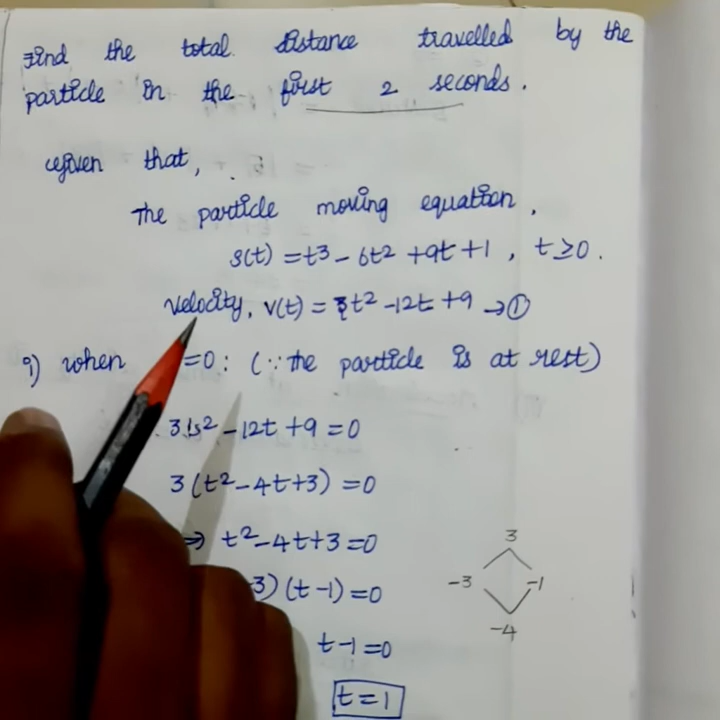 Find the total distance travelled by the
particle in the first 2 seconds.
Given that,
The particle moving equation,
s(t) = t³ - 6t² + 9t + 1, t ≥ 0.
Velocity, v(t) = 3t² - 12t + 9 → ①
i) when =0: (∵ the particle is at rest)
3t² - 12t + 9 = 0
3(t² - 4t + 3) = 0
⇒ t² - 4t + 3 = 0
3
-3 -1
-4
3)(t - 1) = 0
t - 1 = 0
t = 1